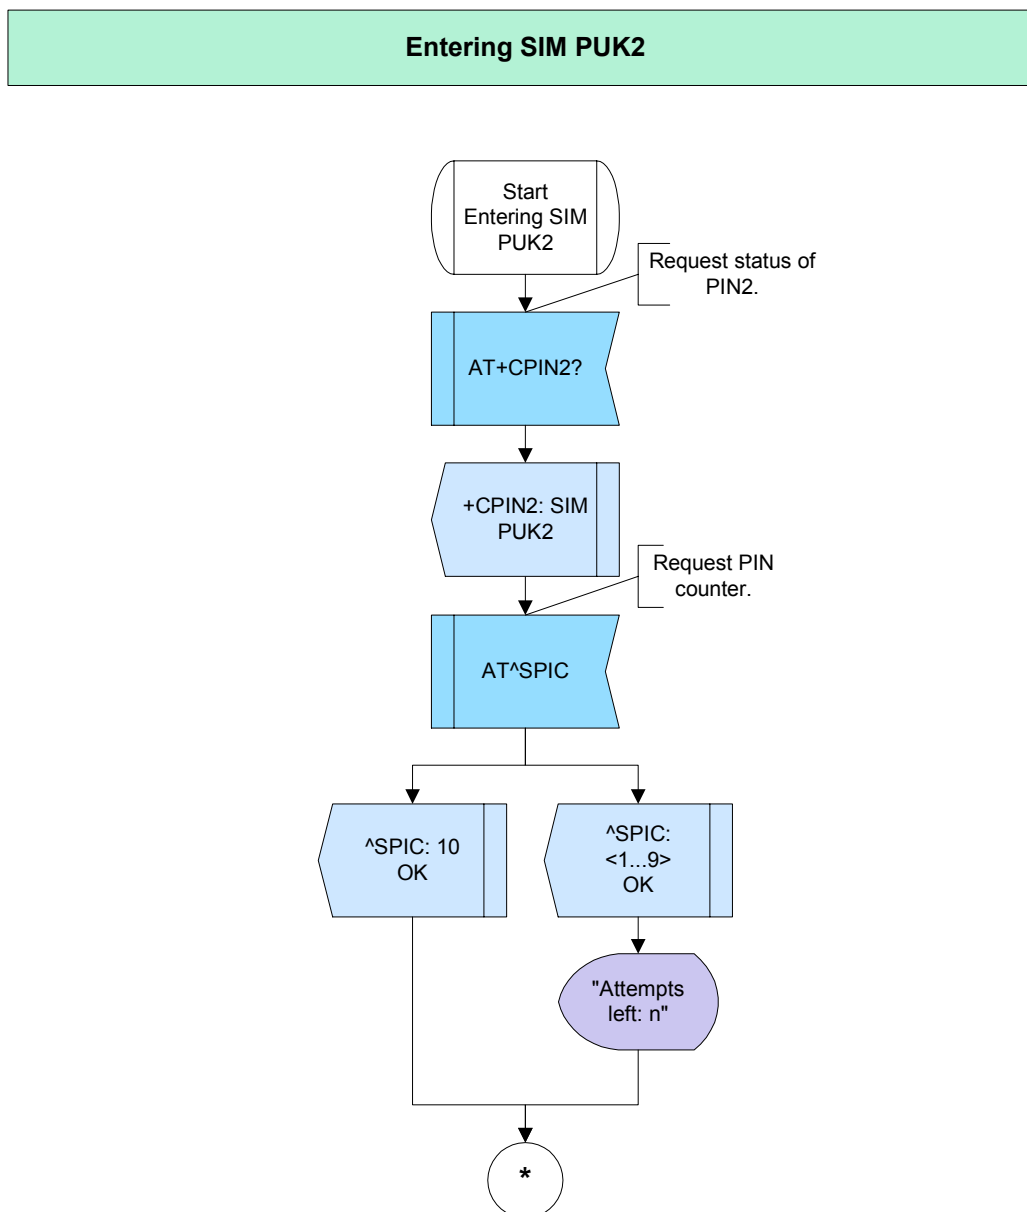 Entering SIM PUK2
Start
Entering SIM
PUK2
Request status of
PIN2.
AT+CPIN2?
+CPIN2: SIM
PUK2
Request PIN
counter.
AT^SPIC
^SPIC: 10
OK
^SPIC:
<1...9>
OK
"Attempts
left: n"
*